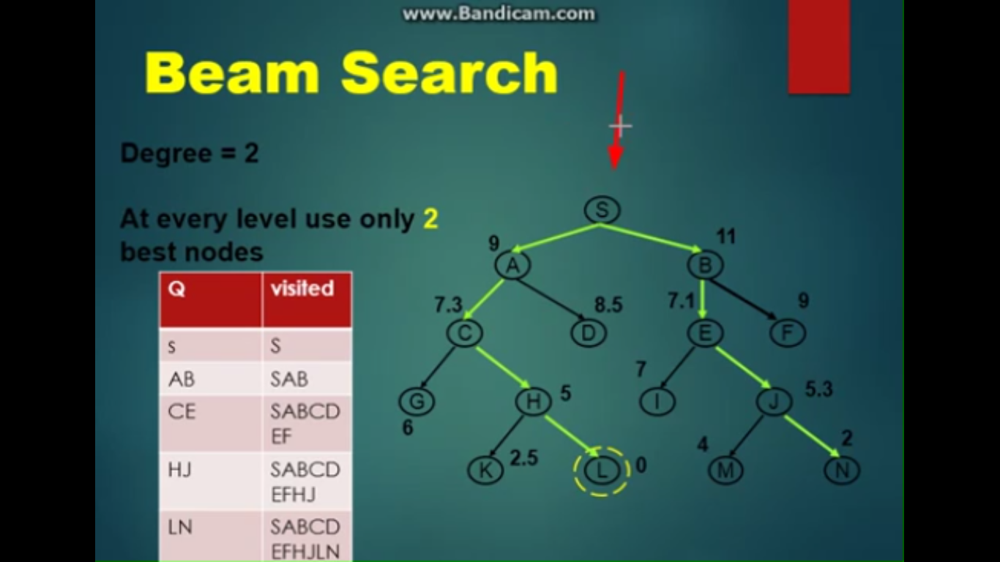 www.Bandicam.com
Beam Search
Degree = 2
At every level use only 2
best nodes
Q visited
s S
AB SAB
CE SABCD
EF
HJ SABCD
EFHJ
LN SABCD
EFHJLN
S
9 11
A B
7.3 8.5 7.1 9
C D E F
7 5 5.3
G H I J
6 4 2
2.5 0
K L M N